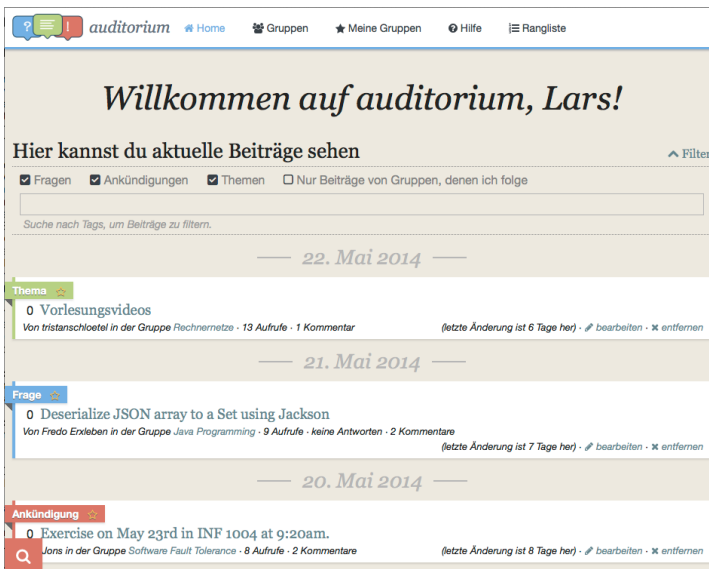 ? !
auditorium Home Gruppen Meine Gruppen Hilfe Rangliste
Willkommen auf auditorium, Lars!
Hier kannst du aktuelle Beiträge sehen Filter
Fragen Ankündigungen Themen Nur Beiträge von Gruppen, denen ich folge
Suche nach Tags, um Beiträge zu filtern.
22. Mai 2014
Thema
0 Vorlesungsvideos
Von tristanschloetel in der Gruppe Rechnernetze · 13 Aufrufe · 1 Kommentar (letzte Änderung ist 6 Tage her) · bearbeiten · entfernen
21. Mai 2014
Frage
0 Deserialize JSON array to a Set using Jackson
Von Fredo Erxleben in der Gruppe Java Programming · 9 Aufrufe · keine Antworten · 2 Kommentare
(letzte Änderung ist 7 Tage her) · bearbeiten · entfernen
20. Mai 2014
Ankündigung
0 Exercise on May 23rd in INF 1004 at 9:20am.
Jons in der Gruppe Software Fault Tolerance · 8 Aufrufe · 2 Kommentare (letzte Änderung ist 8 Tage her) · bearbeiten · entfernen